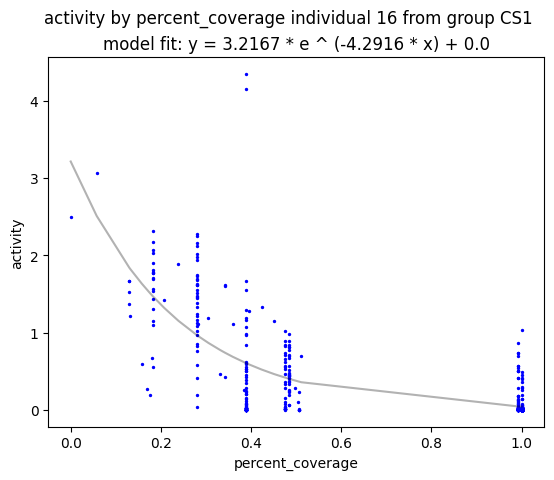 activity by percent_coverage individual 16 from group CS1
model fit: y = 3.2167 * e ^ (-4.2916 * x) + 0.0
4
3
2
1
0
activity
0.0 0.2 0.4 0.6 0.8 1.0
percent_coverage